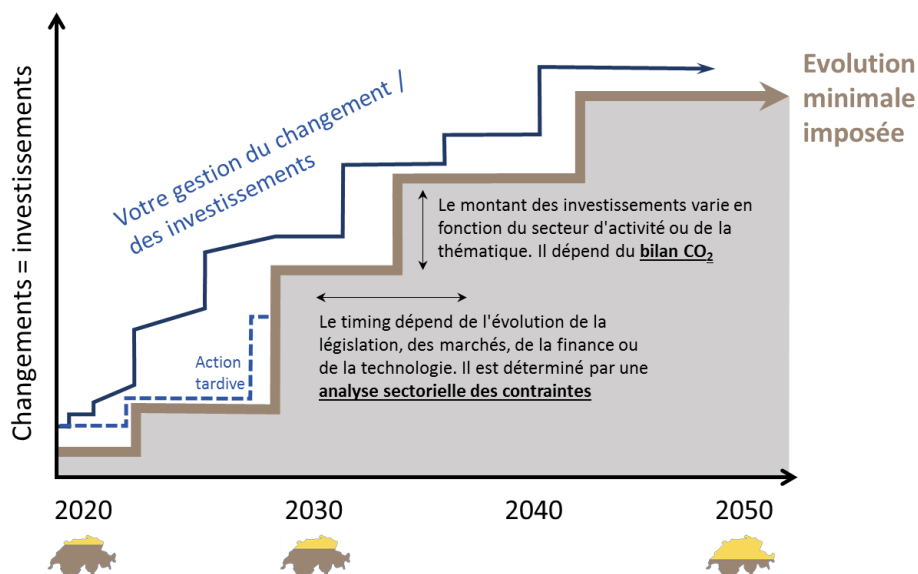 Changements = investissements
Votre gestion du changement /
des investissements
Evolution
minimale
imposée
Le montant des investissements varie en
fonction du secteur d'activité ou de la
thématique. Il dépend du bilan CO₂
Le timing dépend de l'évolution de la
législation, des marchés, de la finance ou
de la technologie. Il est déterminé par une
analyse sectorielle des contraintes
Action
tardive
2020
2030
2040
2050